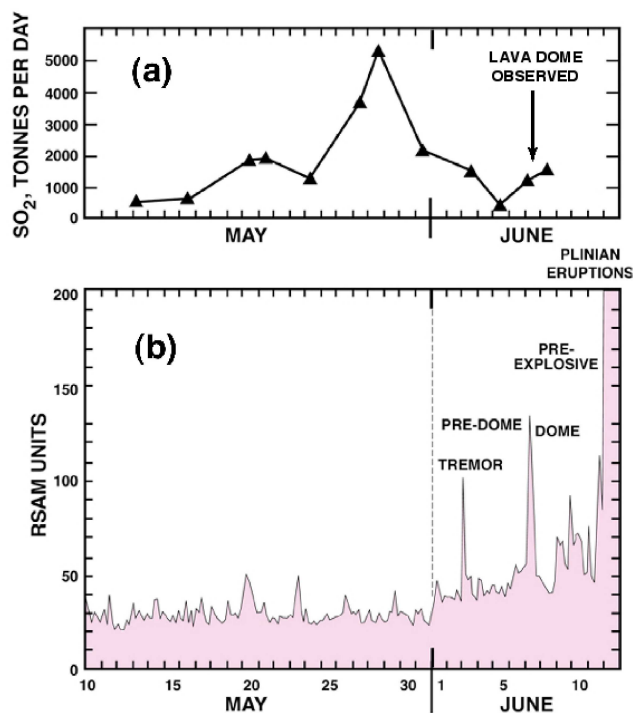 SO2, TONNES PER DAY
5000
4000
3000
2000
1000
0
(a)
LAVA DOME
OBSERVED
MAY
JUNE
PLINIAN
ERUPTIONS
RSAM UNITS
200
150
100
50
0
(b)
PRE-
EXPLOSIVE
PRE-DOME
DOME
TREMOR
10 15 20 25 30 1 5 10
MAY
JUNE